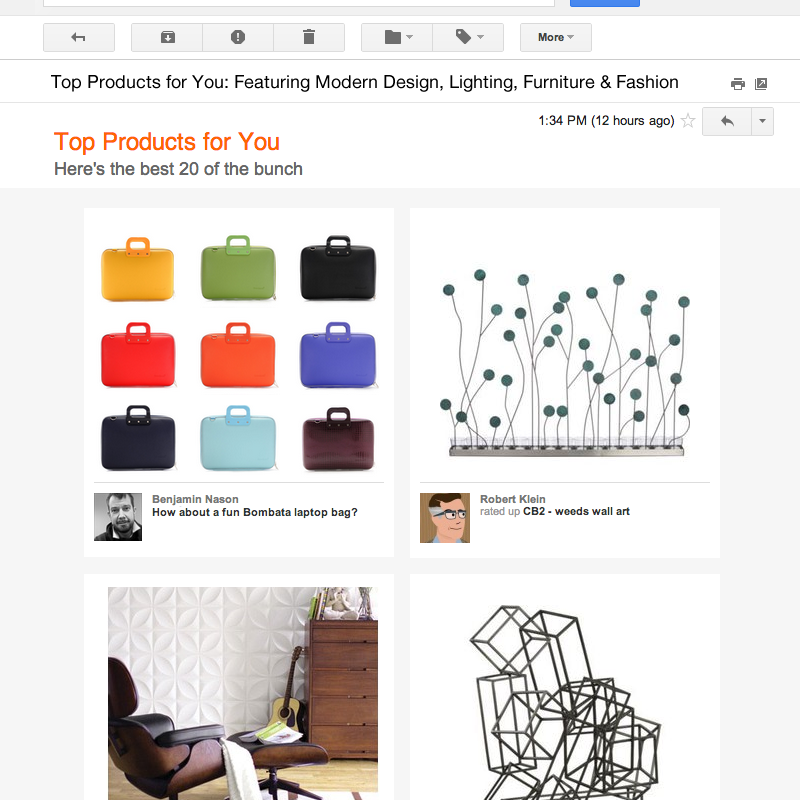 More
Top Products for You: Featuring Modern Design, Lighting, Furniture & Fashion
1:34 PM (12 hours ago)
Top Products for You
Here's the best 20 of the bunch
Benjamin Nason
How about a fun Bombata laptop bag?
Robert Klein
rated up CB2 - weeds wall art